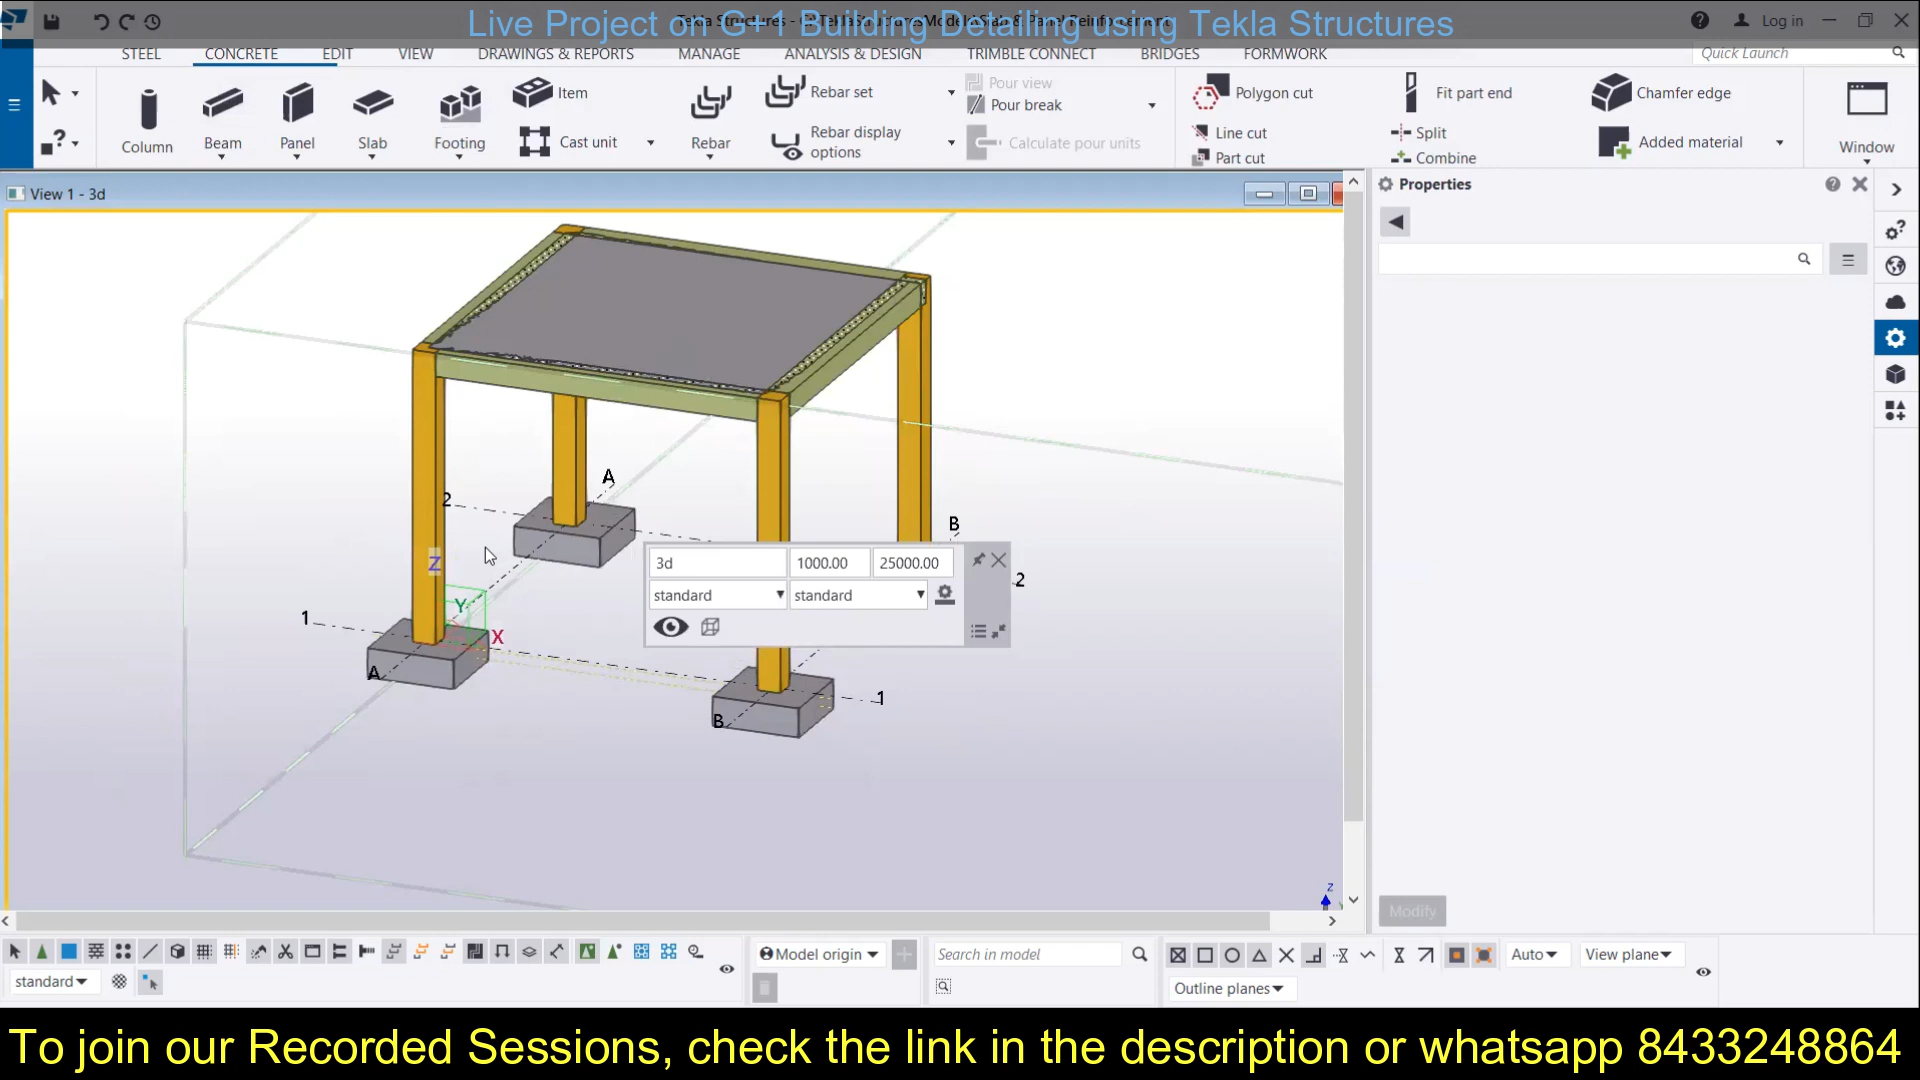 Live Project on G+1 Building Detailing using Tekla Structures
Log in
STEEL
CONCRETE
EDIT
VIEW
DRAWINGS & REPORTS
MANAGE
ANALYSIS & DESIGN
TRIMBLE CONNECT
BRIDGES
FORMWORK
Quick Launch
Column
Beam
Panel
Slab
Footing
Item
Cast unit
Rebar
Rebar set
Rebar display options
Pour view
Pour break
Calculate pour units
Polygon cut
Line cut
Part cut
Fit part end
Split
Combine
Chamfer edge
Added material
Window
View 1 - 3d
Properties
A
2
B
Z
3d
1000.00
25000.00
2
standard
standard
Y
1
X
A
B
1
z
Modify
Model origin
Search in model
Auto
View plane
standard
Outline planes
To join our Recorded Sessions, check the link in the description or whatsapp 8433248864